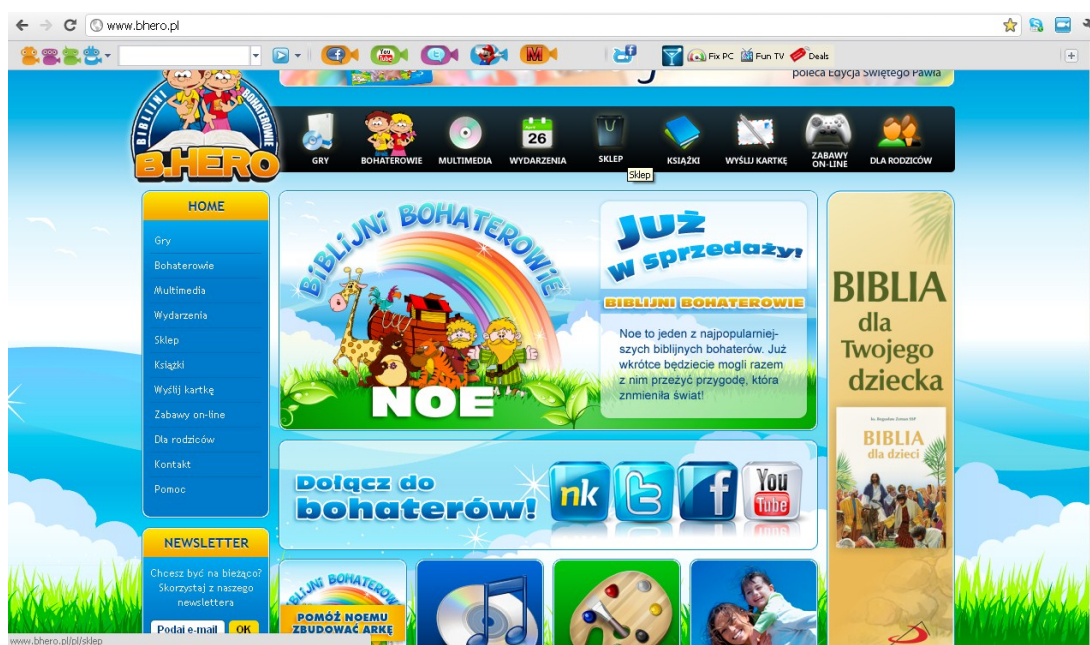 www.bhero.pl
Fix PC Fun TV Deals
poleca Edycja Świętego Pawła
BIBLIJNI BOHATEROWIE
B.HERO
26
GRY BOHATEROWIE MULTIMEDIA WYDARZENIA SKLEP KSIĄŻKI WYŚLIJ KARTKĘ ZABAWY ON-LINE DLA RODZICÓW
Sklep
HOME
Gry
Bohaterowie
Multimedia
Wydarzenia
Sklep
Książki
Wyślij kartkę
Zabawy on-line
Dla rodziców
Kontakt
Pomoc
NEWSLETTER
Chcesz być na bieżąco?
Skorzystaj z naszego
newslettera
Podaj e-mail OK
BIBLIJNI BOHATEROWIE
NOE
JUŻ
w sprzedaży!
BIBLIJNI BOHATEROWIE
Noe to jeden z najpopularniej-
szych biblijnych bohaterów. Już
wkrótce będziecie mogli razem
z nim przeżyć przygodę, która
znmieniła świat!
Dołącz do
bohaterów!
nk
t
f
You
Tube
BIBLIJNI BOHATEROWIE
POMÓŻ NOEMU
ZBUDOWAĆ ARKĘ
BIBLIA
dla
Twojego
dziecka
BIBLIA
dla dzieci
www.bhero.pl/pl/sklep